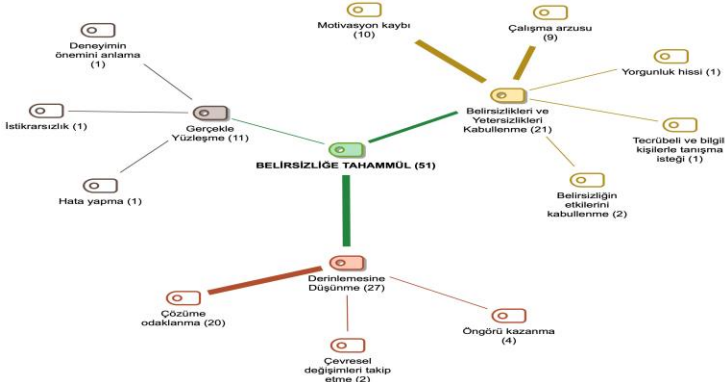 Motivasyon kaybı
(10)
Çalışma arzusu
(9)
Deneyimin
önemini anlama
(1)
Yorgunluk hissi (1)
İstikrarsızlık (1)
Gerçekle
Yüzleşme (11)
Belirsizlikleri ve
Yetersizlikleri
Kabullenme (21)
Tecrübeli ve bilgil
kişilerle tanışma
isteği (1)
BELİRSİZLİĞE TAHAMMÜL (51)
Hata yapma (1)
Belirsizliğin
etkilerini
kabullenme (2)
Derinlemesine
Düşünme (27)
Çözüme
odaklanma (20)
Öngörü kazanma
(4)
Çevresel
değişimleri takip
etme (2)